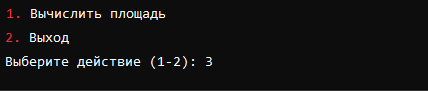 1. Вычислить площадь
2. Выход
Выберите действие (1-2): 3